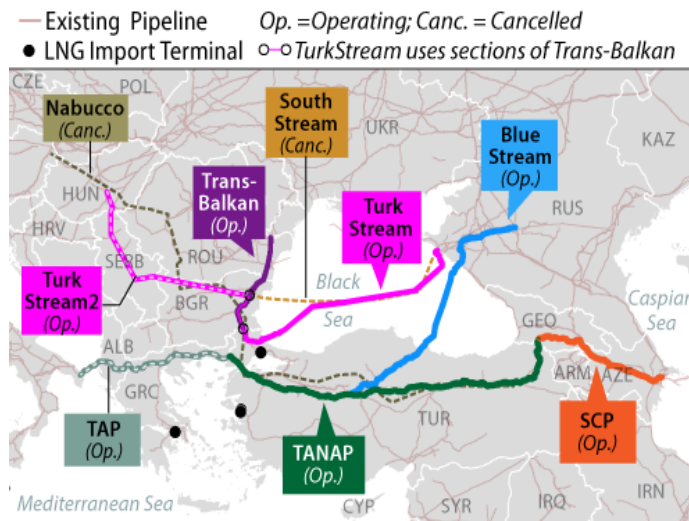 Existing Pipeline
Op. =Operating; Canc. = Cancelled
LNG Import Terminal
TurkStream uses sections of Trans-Balkan
CZE
POL
Nabucco
(Canc.)
South
Stream
(Canc.)
UKR
Blue
Stream
(Op.)
KAZ
HUN
Trans-
Balkan
(Op.)
Turk
Stream
(Op.)
RUS
HRV
SERB
ROU
Turk
Stream2
(Op.)
BGR
Black
Sea
Caspian
Sea
GEO
ALB
ARM
AZE
GRC
TAP
(Op.)
TANAP
(Op.)
TUR
SCP
(Op.)
Mediterranean Sea
CYP
SYR
IRQ
IRN